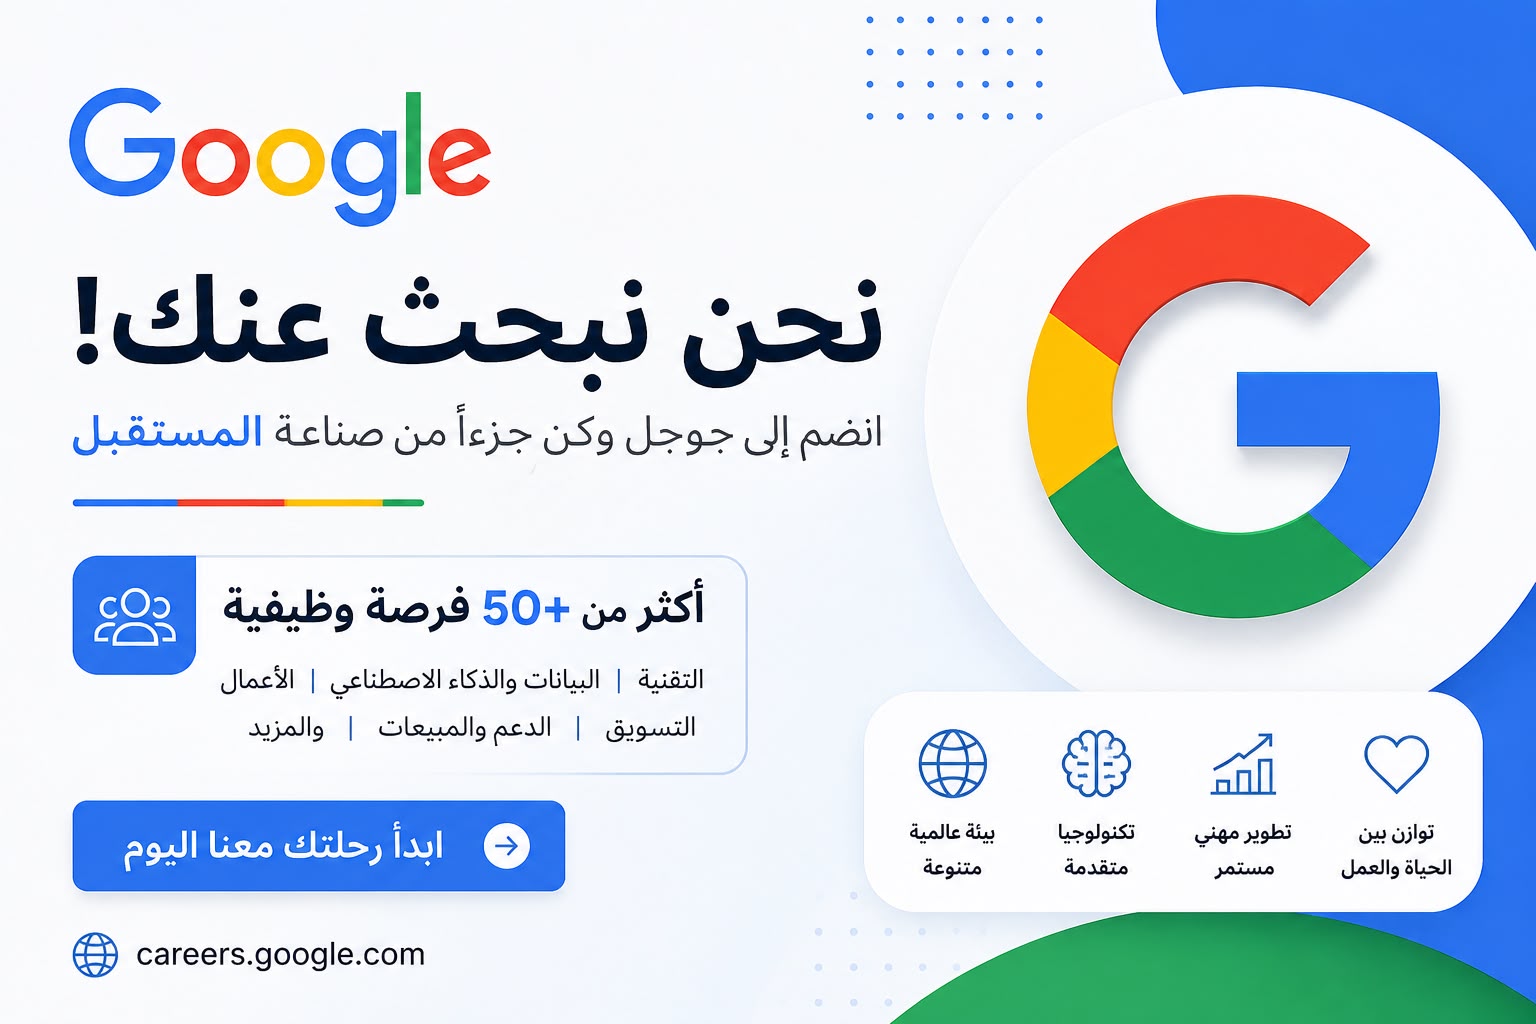 Google
نحن نبحث عنك!
انضم إلى جوجل وكن جزءاً من صناعة المستقبل
أكثر من +50 فرصة وظيفية
التقنية | البيانات والذكاء الاصطناعي | الأعمال
التسويق | الدعم والمبيعات | والمزيد
ابدأ رحلتك معنا اليوم
careers.google.com
توازن بين
الحياة والعمل
تطوير مهني
مستمر
تكنولوجيا
متقدمة
بيئة عالمية
متنوعة